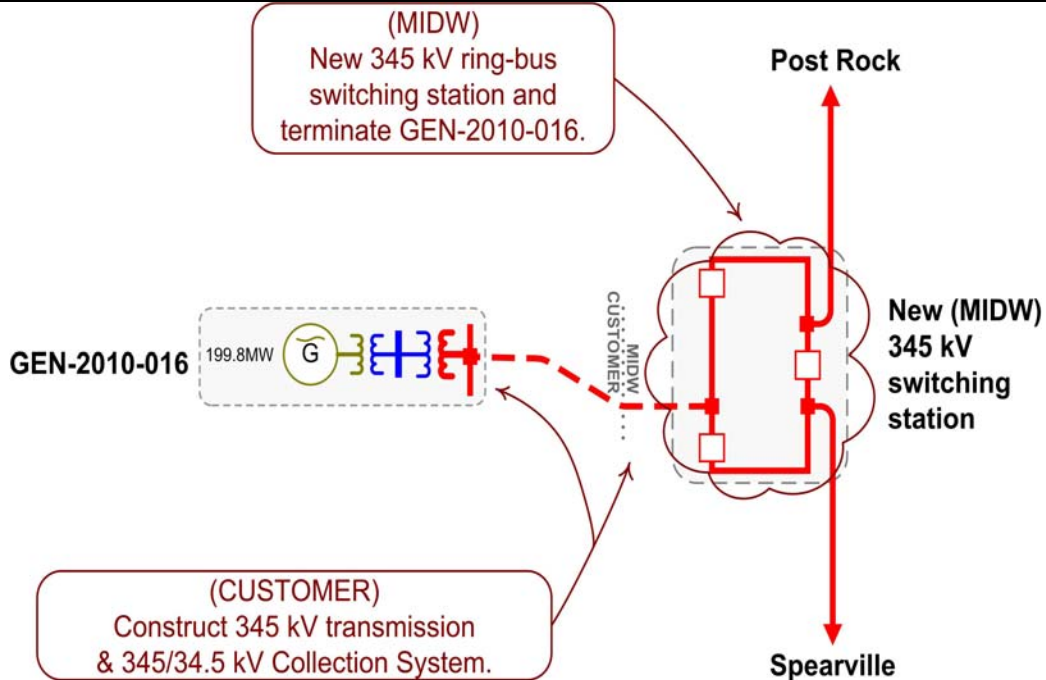 (MIDW)
New 345 kV ring-bus
switching station and
terminate GEN-2010-016.
Post Rock
MIDW
CUSTOMER
New (MIDW)
345 kV
switching
station
GEN-2010-016
199.8MW
G
(CUSTOMER)
Construct 345 kV transmission
& 345/34.5 kV Collection System.
Spearville